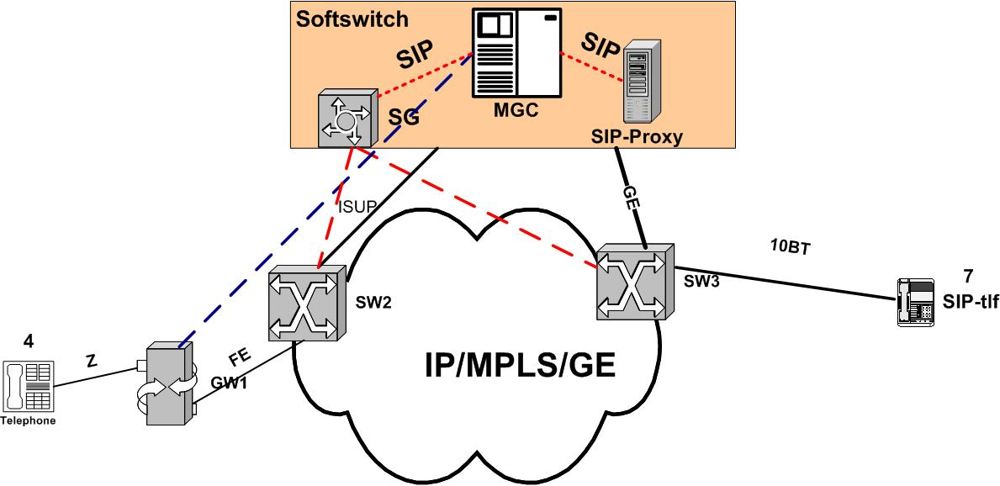 Softswitch
SIP
SIP
MGC
SG
SIP-Proxy
ISUP
GE
10BT
SW2
SW3
7
SIP-tlf
4
Z
FE
GW1
IP/MPLS/GE
Telephone